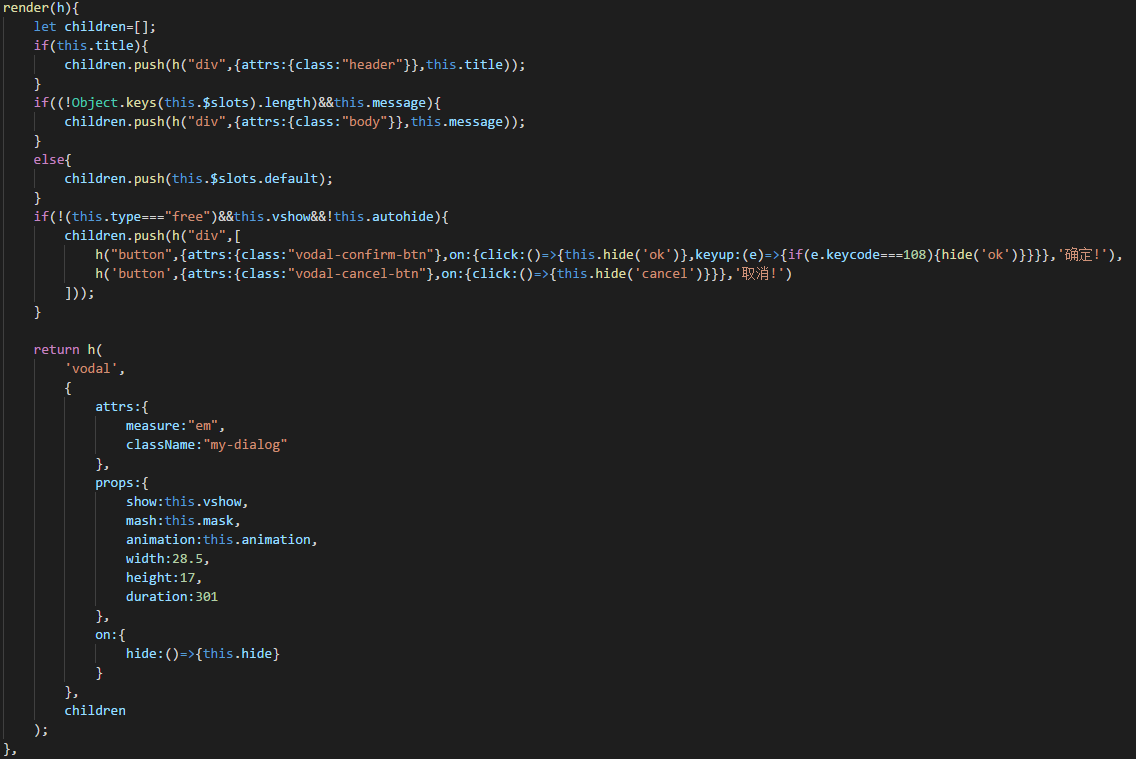 render(h){
    let children=[];
    if(this.title){
        children.push(h("div",{attrs:{class:"header"}},this.title));
    }
    if((!Object.keys(this.$slots).length)&&this.message){
        children.push(h("div",{attrs:{class:"body"}},this.message));
    }
    else{
        children.push(this.$slots.default);
    }
    if(!(this.type==="free")&&this.vshow&&!this.autohide){
        children.push(h("div",[
            h("button",{attrs:{class:"vodal-confirm-btn"},on:{click:()=>{this.hide('ok')},keyup:(e)=>{if(e.keycode===108){hide('ok')}}}},'确定!'),
            h('button',{attrs:{class:"vodal-cancel-btn"},on:{click:()=>{this.hide('cancel')}}},'取消!')
        ]));
    }
    return h(
        'vodal',
        {
            attrs:{
                measure:"em",
                className:"my-dialog"
            },
            props:{
                show:this.vshow,
                mash:this.mask,
                animation:this.animation,
                width:28.5,
                height:17,
                duration:301
            },
            on:{
                hide:()=>{this.hide}
            }
        },
        children
    );
},